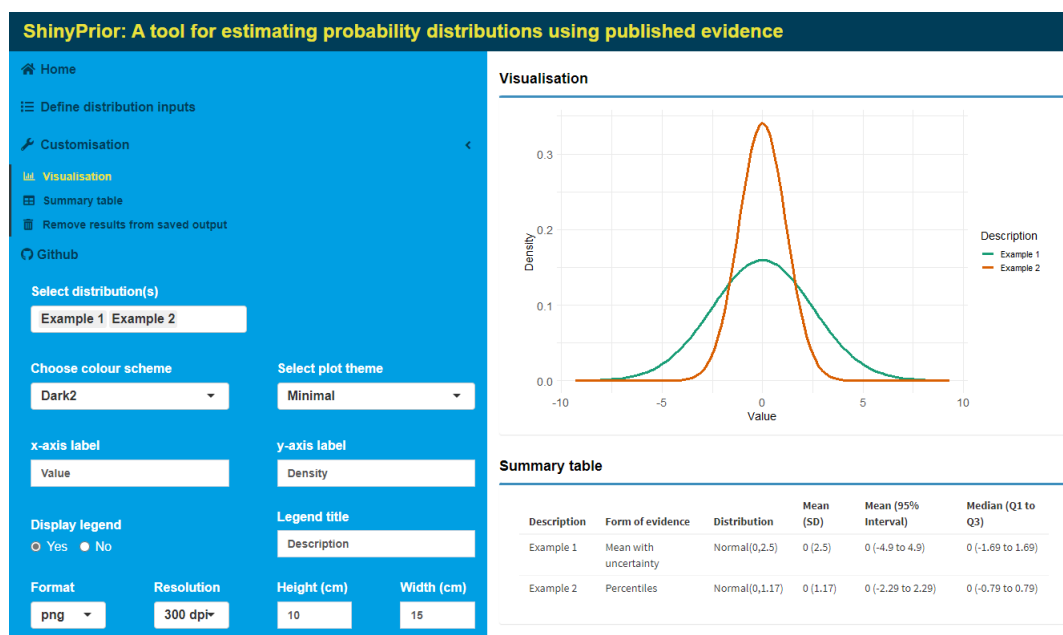 ShinyPrior: A tool for estimating probability distributions using published evidence
Home
Define distribution inputs
Customisation
Visualisation
Summary table
Remove results from saved output
Github
Select distribution(s)
Example 1 Example 2
Choose colour scheme
Select plot theme
Dark2
Minimal
x-axis label
y-axis label
Value
Density
Display legend
Legend title
Yes No
Description
Format
Resolution
Height (cm)
Width (cm)
png
300 dpi
10
15
Visualisation
0.3
0.2
0.1
0.0
Density
-10 -5 0 5 10
Value
Description
Example 1
Example 2
Summary table
Description Form of evidence Distribution Mean (SD) Mean (95% Interval) Median (Q1 to Q3)
Example 1 Mean with uncertainty Normal(0,2.5) 0 (2.5) 0 (-4.9 to 4.9) 0 (-1.69 to 1.69)
Example 2 Percentiles Normal(0,1.17) 0 (1.17) 0 (-2.29 to 2.29) 0 (-0.79 to 0.79)